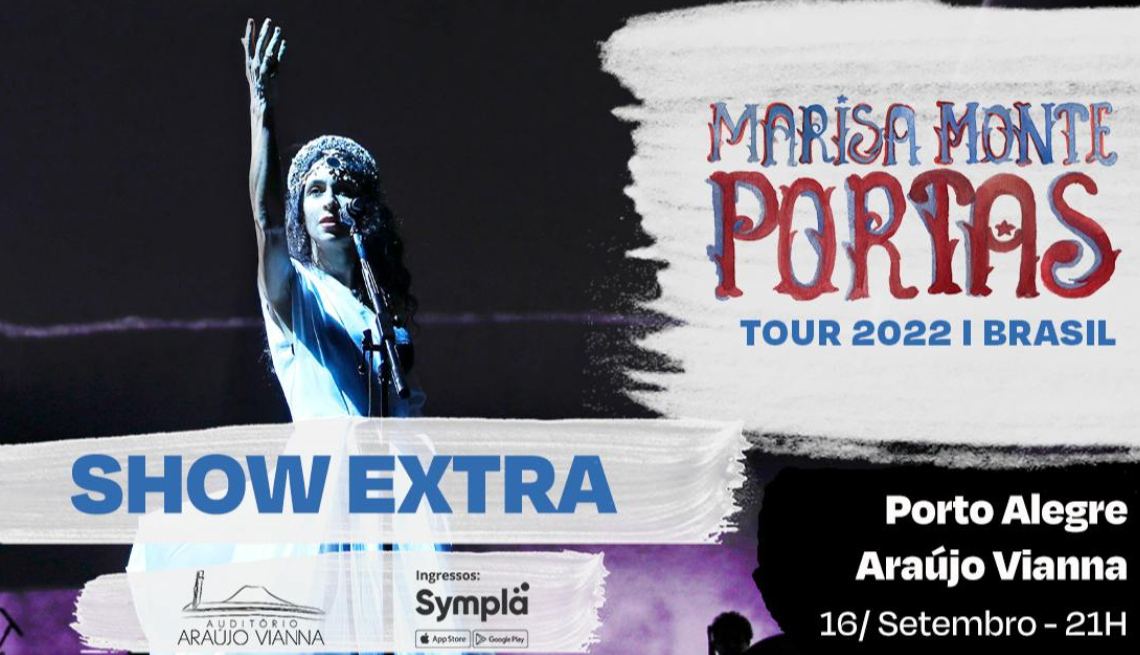 MARISA MONTE
PORTAS
TOUR 2022 I BRASIL
SHOW EXTRA
Porto Alegre
Araújo Vianna
16/ Setembro - 21H
AUDITÓRIO
ARAÚJO VIANNA
Ingressos:
Symplä
App Store
Google Play